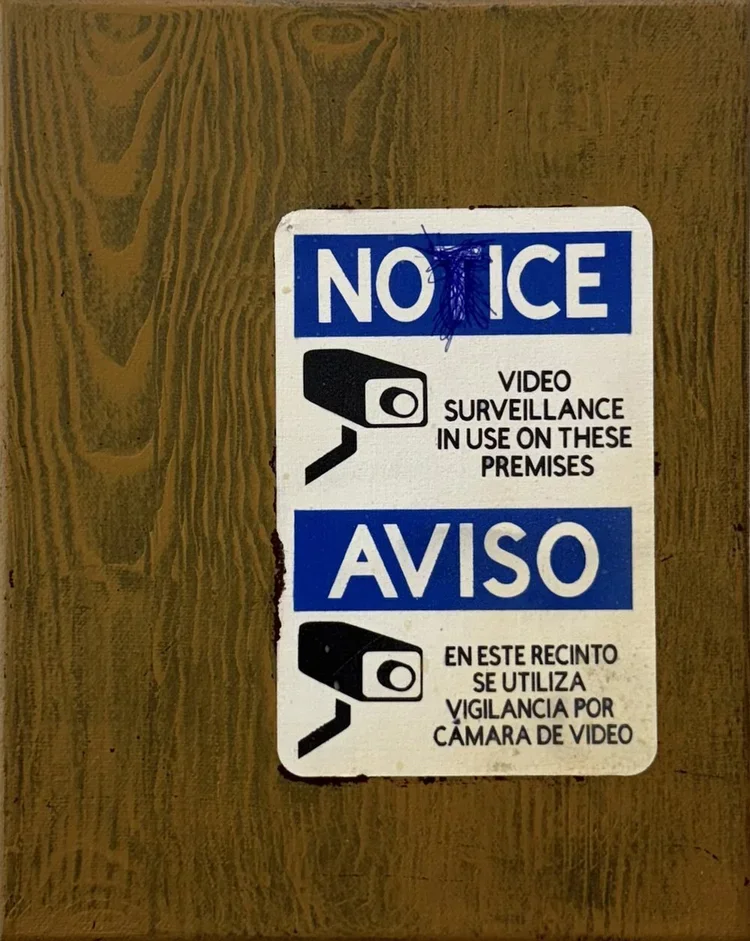 NOTICE
VIDEO
SURVEILLANCE
IN USE ON THESE
PREMISES
AVISO
EN ESTE RECINTO
SE UTILIZA
VIGILANCIA POR
CÁMARA DE VIDEO